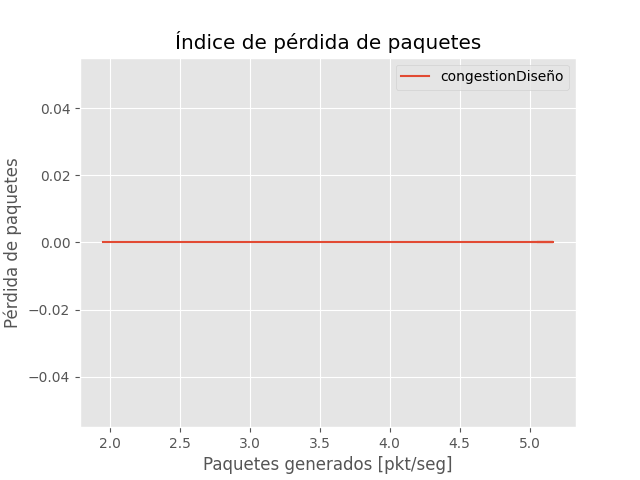 Índice de pérdida de paquetes
congestionDiseño
Pérdida de paquetes
0.04
0.02
0.00
−0.02
−0.04
2.0 2.5 3.0 3.5 4.0 4.5 5.0
Paquetes generados [pkt/seg]